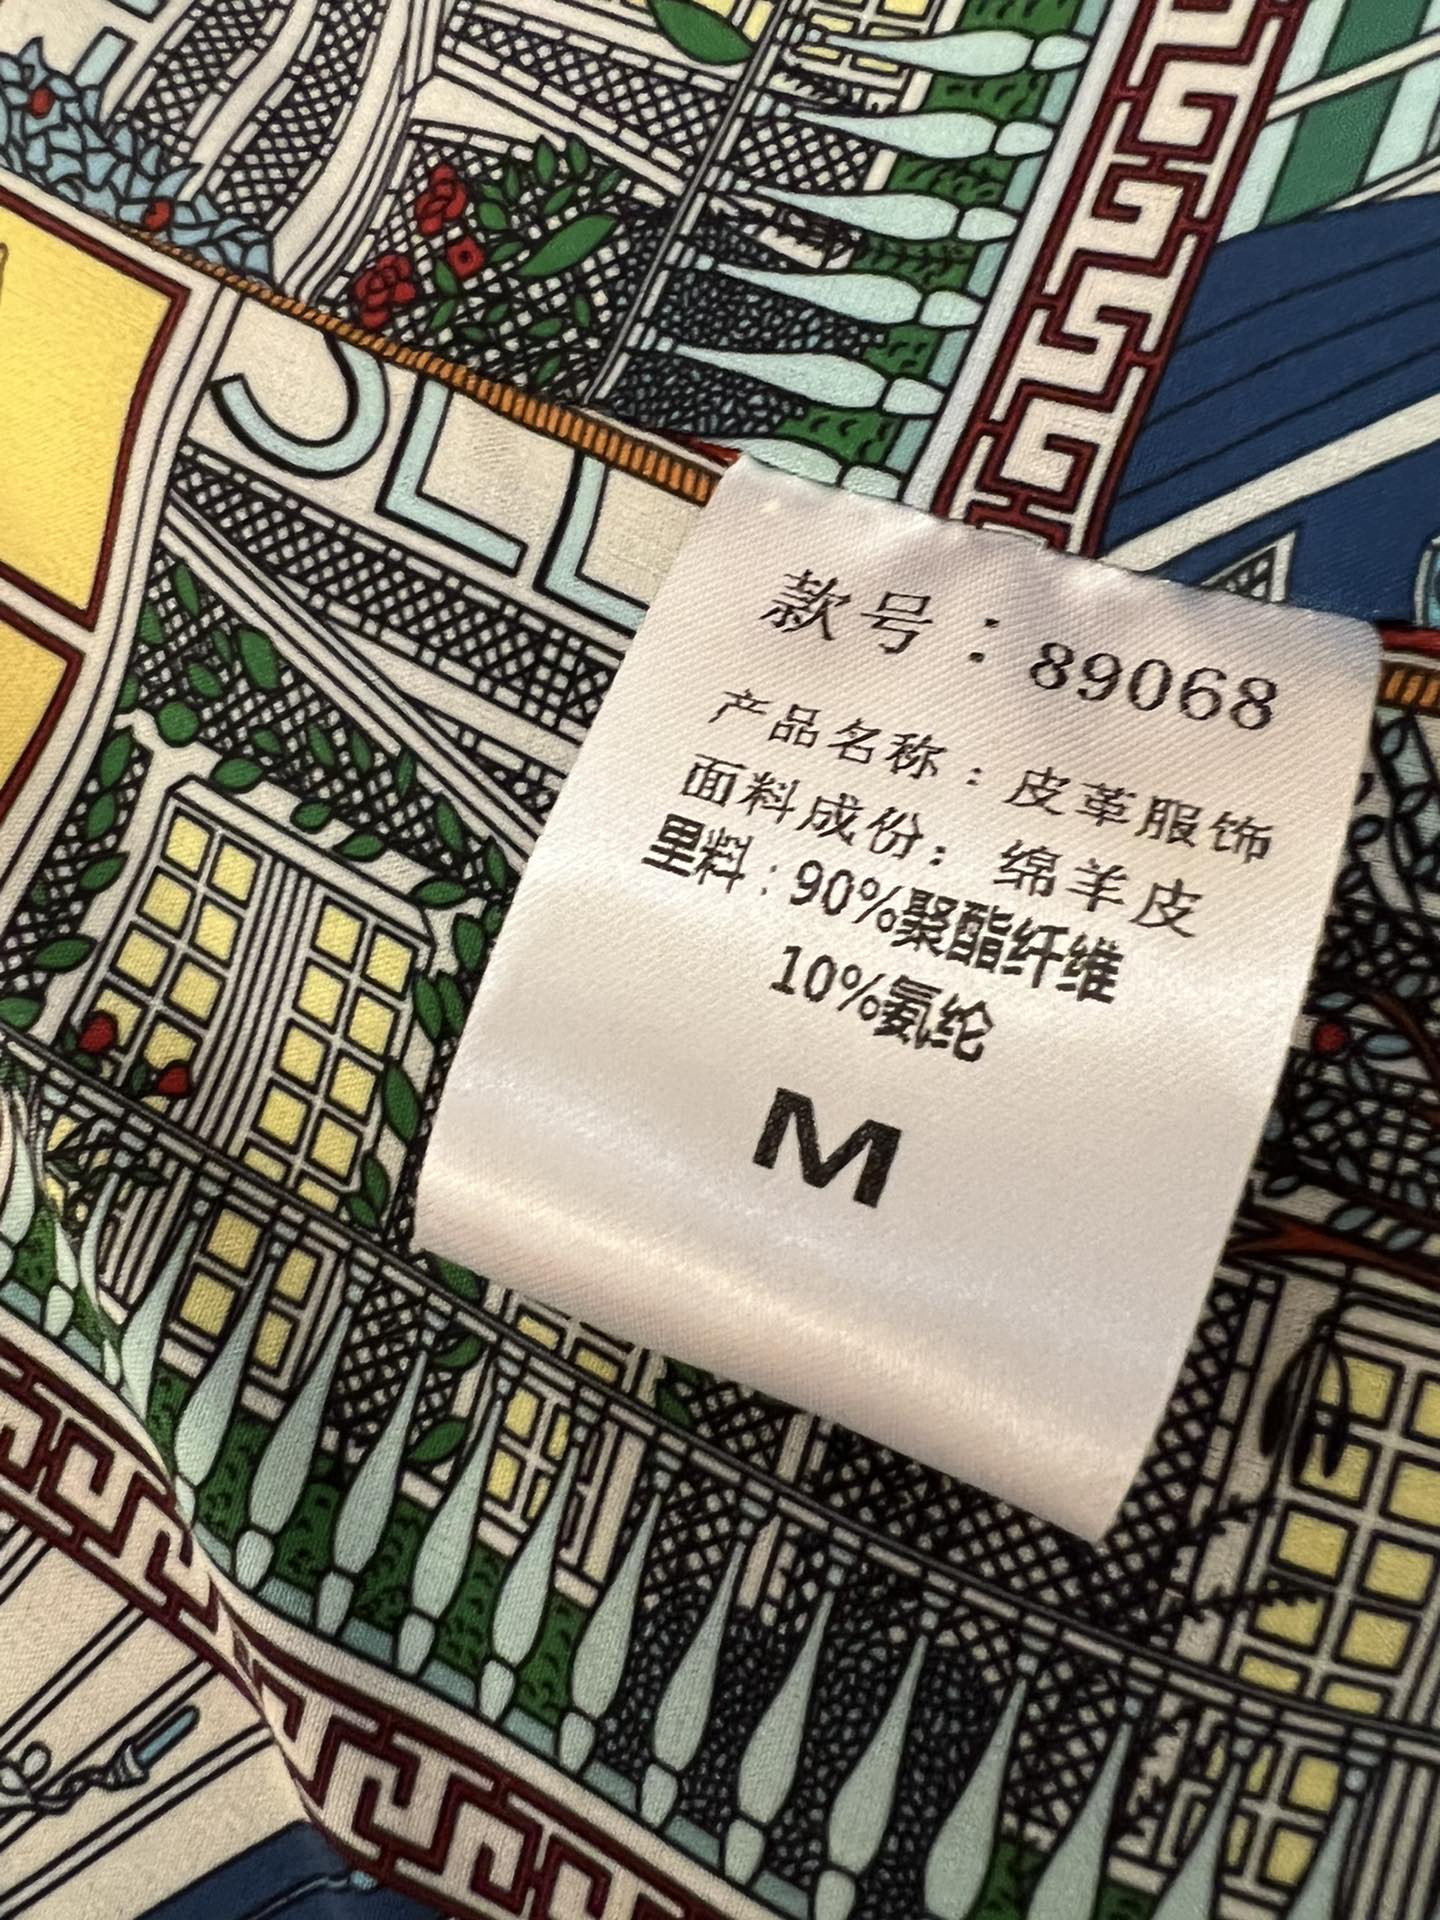 款号：89068
产品名称：皮革服饰
面料成份：绵羊皮
里料：90%聚酯纤维
10%氨纶
M